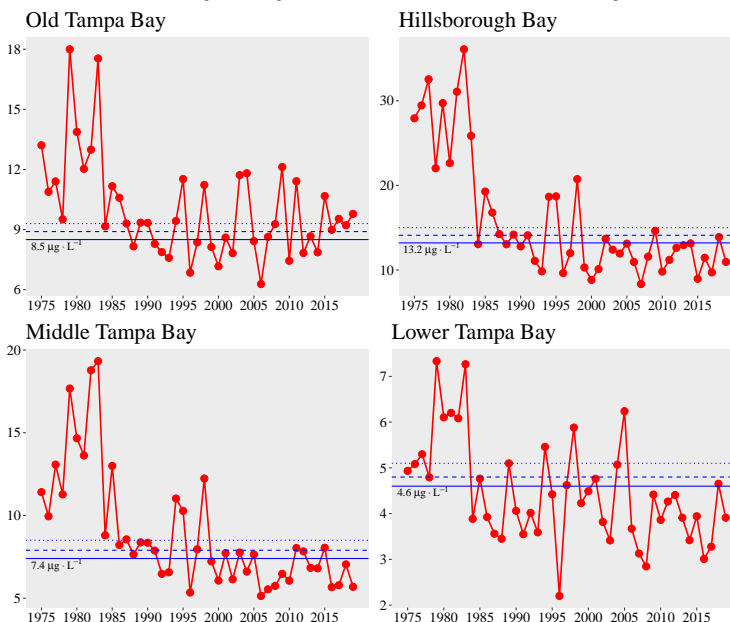 Old Tampa Bay
18
15
12
9
6
8.5 μg · L⁻¹
1975 1980 1985 1990 1995 2000 2005 2010 2015
Hillsborough Bay
30
20
10
13.2 μg · L⁻¹
1975 1980 1985 1990 1995 2000 2005 2010 2015
Middle Tampa Bay
20
15
10
5
7.4 μg · L⁻¹
1975 1980 1985 1990 1995 2000 2005 2010 2015
Lower Tampa Bay
7
6
5
4
3
2
4.6 μg · L⁻¹
1975 1980 1985 1990 1995 2000 2005 2010 2015